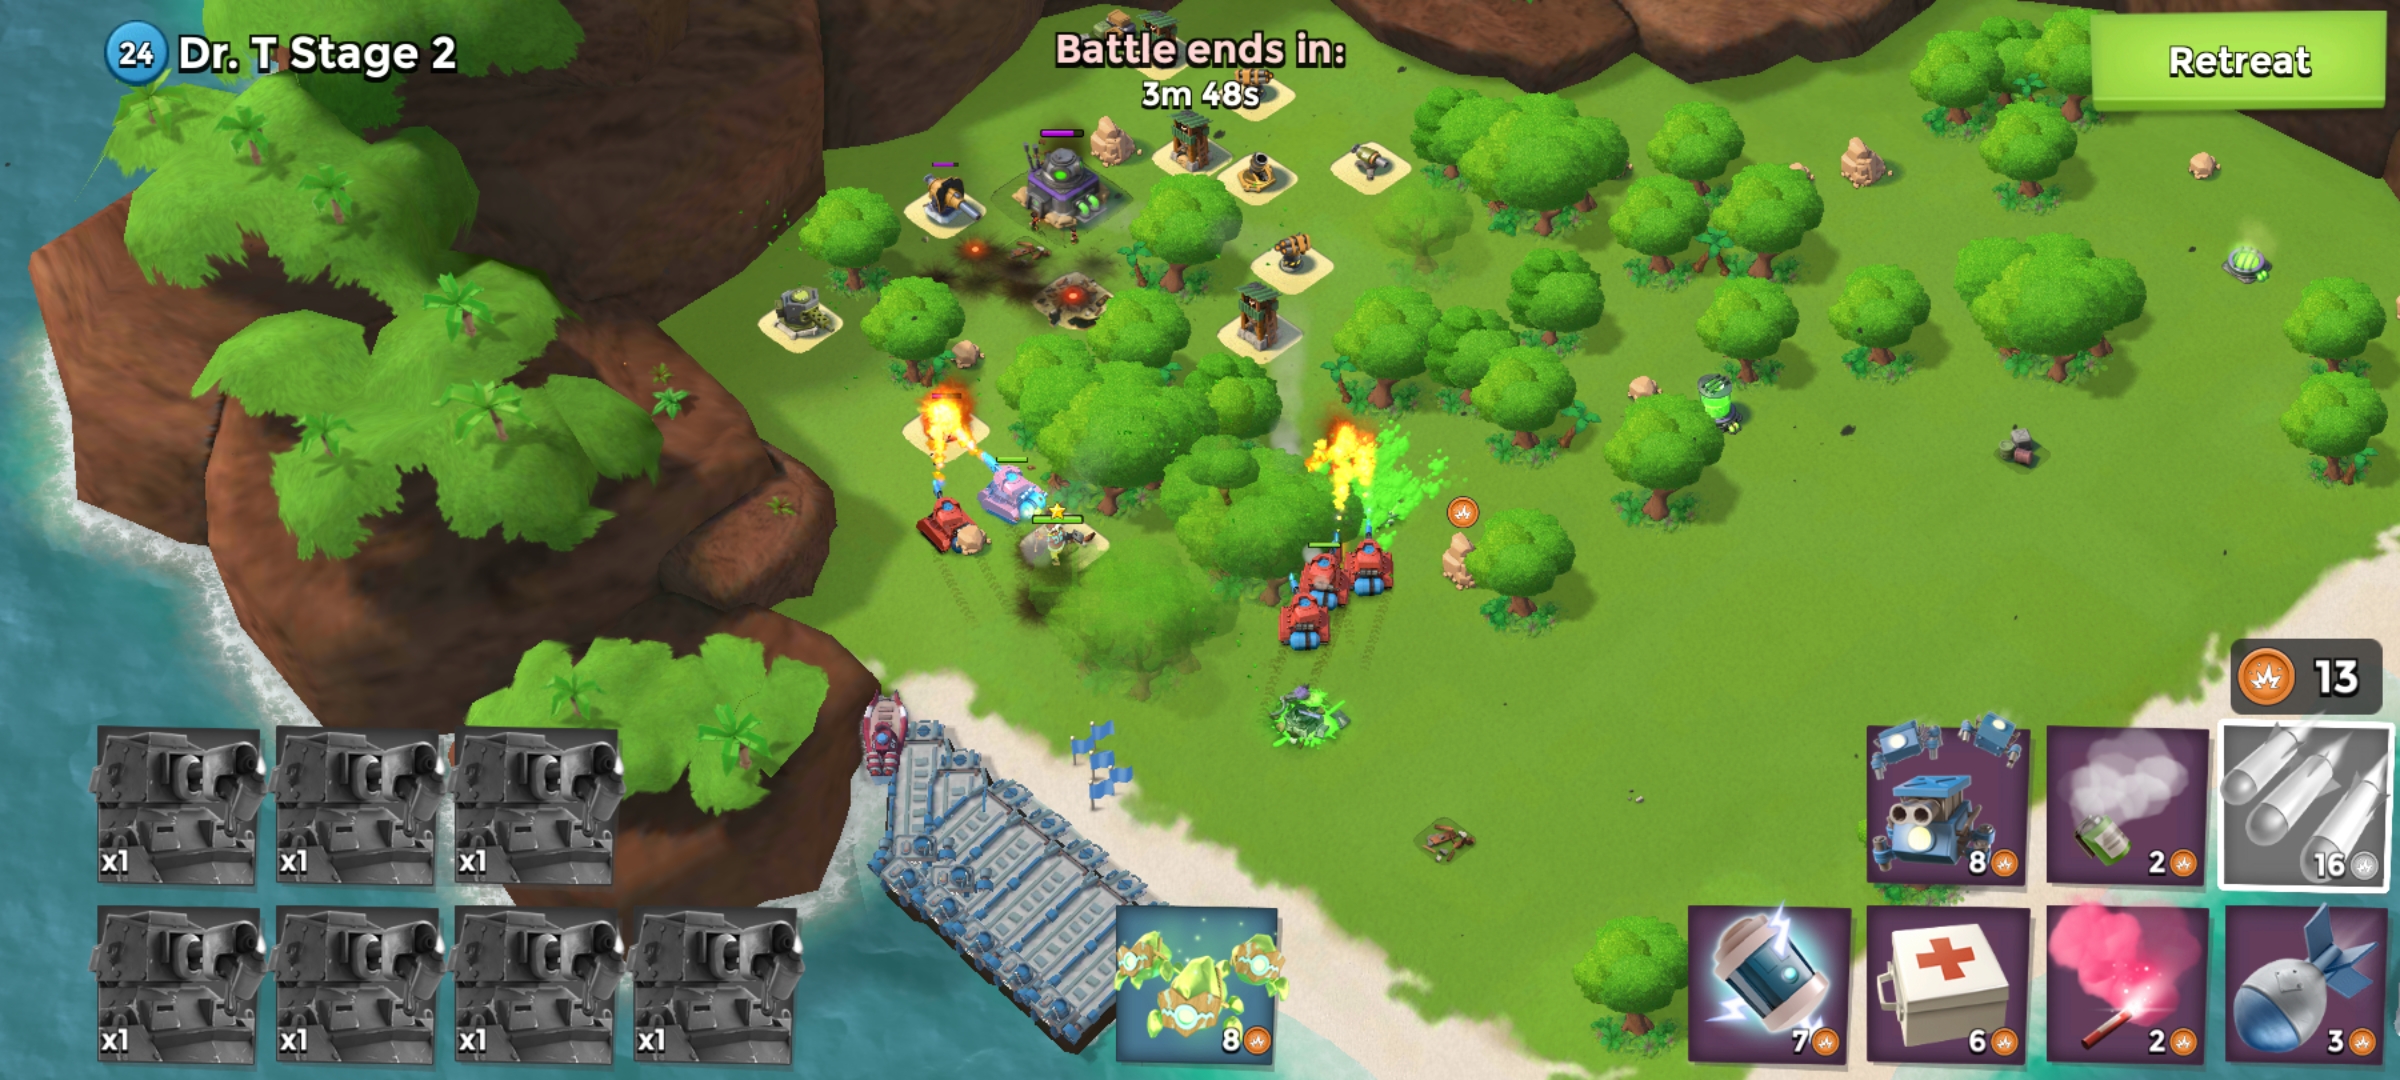 24 Dr. T Stage 2
Battle ends in:
3m 48s
Retreat
13
8
2
16
x1
x1
x1
x1
x1
x1
x1
8
7
6
2
3